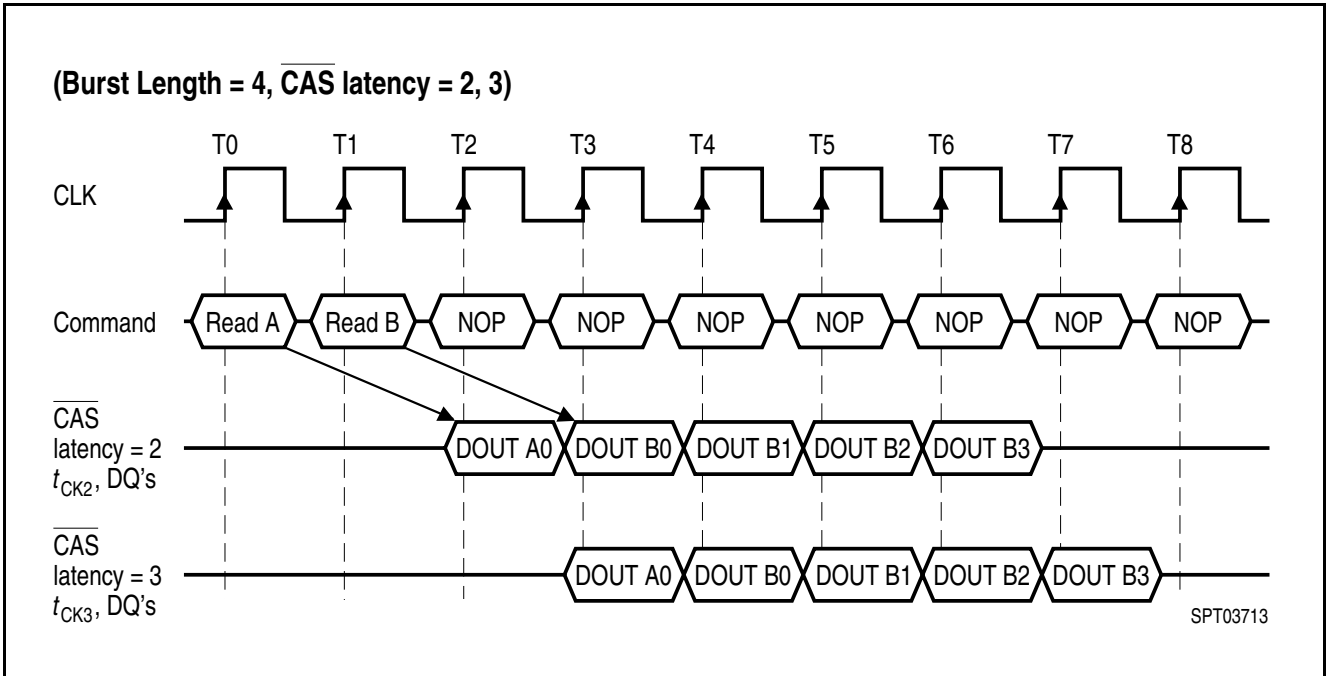 (Burst Length = 4, CAS latency = 2, 3)
T0 T1 T2 T3 T4 T5 T6 T7 T8
CLK
Command Read A Read B NOP NOP NOP NOP NOP NOP NOP
CAS
latency = 2 DOUT A0 DOUT B0 DOUT B1 DOUT B2 DOUT B3
tCK2, DQ's
CAS
latency = 3 DOUT A0 DOUT B0 DOUT B1 DOUT B2 DOUT B3
tCK3, DQ's
SPT03713